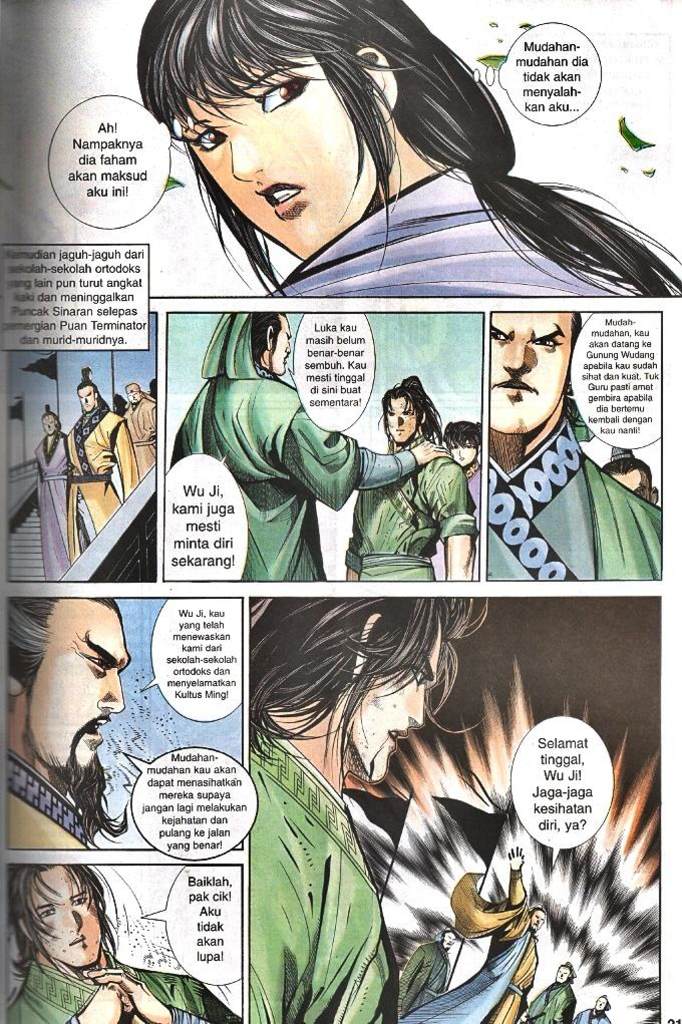 Mudahan-
mudahan dia
tidak akan
menyalah-
kan aku...
Ah!
Nampaknya
dia faham
akan maksud
aku ini!
Kemudian jaguh-jaguh dari
sekolah-sekolah ortodoks
yang lain pun turut angkat
kaki dan meninggalkan
Puncak Sinaran selepas
pemergian Puan Terminator
dan murid-muridnya.
Luka kau
masih belum
benar-benar
sembuh. Kau
mesti tinggal
di sini buat
sementara!
Wu Ji,
kami juga
mesti
minta diri
sekarang!
Mudah-
mudahan, kau
akan datang ke
Gunung Wudang
apabila kau sudah
sihat dan kuat. Tuk
Guru pasti amat
gembira apabila
dia bertemu
kembali dengan
kau nanti!
Wu Ji, kau
yang telah
menewaskan
kami dari
sekolah-sekolah
ortodoks dan
menyelamatkan
Kultus Ming!
Mudahan-
mudahan kau akan
dapat menasihatkan
mereka supaya
jangan lagi melakukan
kejahatan dan
pulang ke jalan
yang benar!
Selamat
tinggal,
Wu Ji!
Jaga-jaga
kesihatan
diri, ya?
Baiklah,
pak cik!
Aku
tidak
akan
lupa!